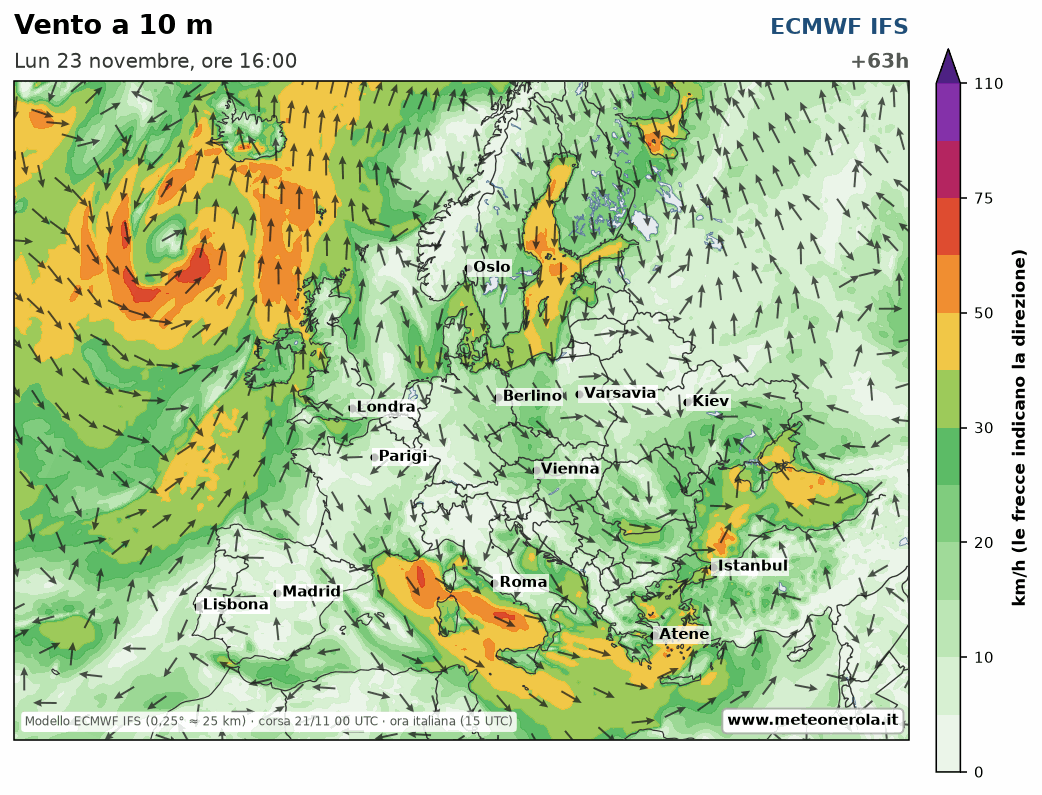 Vento a 10 m
ECMWF IFS
Lun 23 novembre, ore 16:00
+63h
110
75
50
30
20
10
0
km/h (le frecce indicano la direzione)
Oslo
Londra
Berlino
Varsavia
Kiev
Parigi
Vienna
Istanbul
Roma
Madrid
Lisbona
Atene
Modello ECMWF IFS (0,25° ≈ 25 km) · corsa 21/11 00 UTC · ora italiana (15 UTC)
www.meteonerola.it